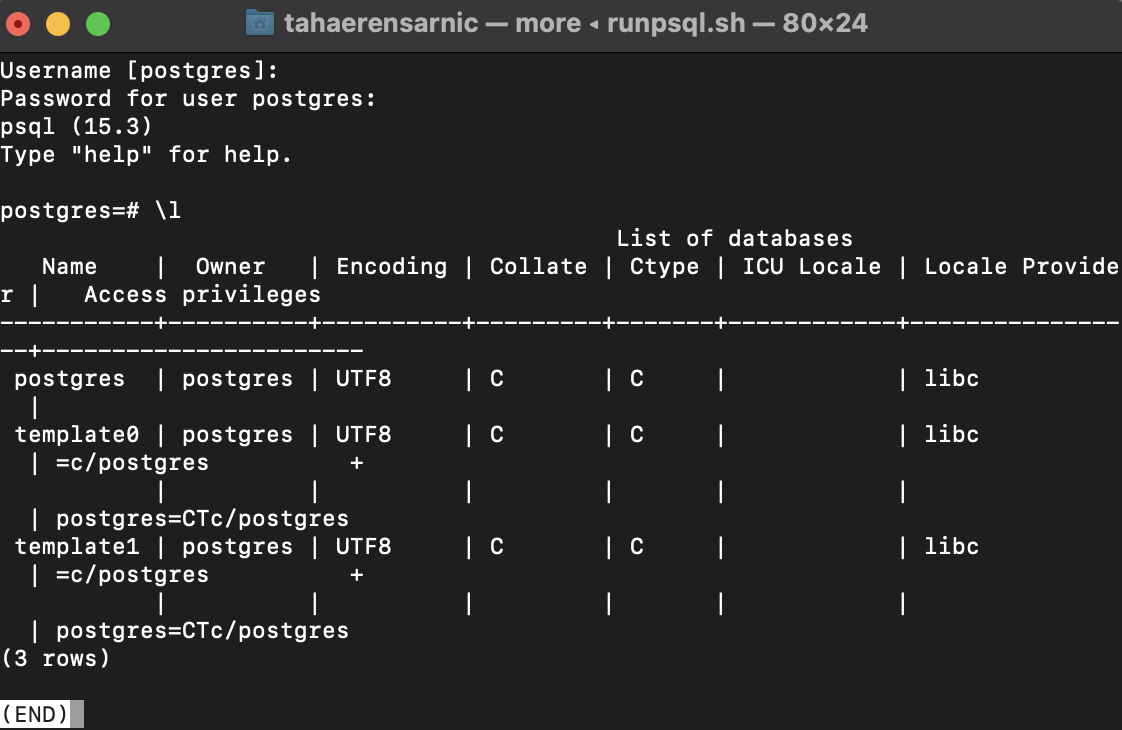 tahaerensarnic — more ◂ runpsql.sh — 80×24
Username [postgres]:
Password for user postgres:
psql (15.3)
Type "help" for help.

postgres=# \l
                                            List of databases
   Name    |  Owner   | Encoding | Collate | Ctype | ICU Locale | Locale Provide
r |   Access privileges
-----------+----------+----------+---------+-------+------------+---------------
--+-----------------------
 postgres  | postgres | UTF8     | C       | C     |            | libc
  |
 template0 | postgres | UTF8     | C       | C     |            | libc
  | =c/postgres          +
           |          |          |         |       |            |
  | postgres=CTc/postgres
 template1 | postgres | UTF8     | C       | C     |            | libc
  | =c/postgres          +
           |          |          |         |       |            |
  | postgres=CTc/postgres
(3 rows)

(END)